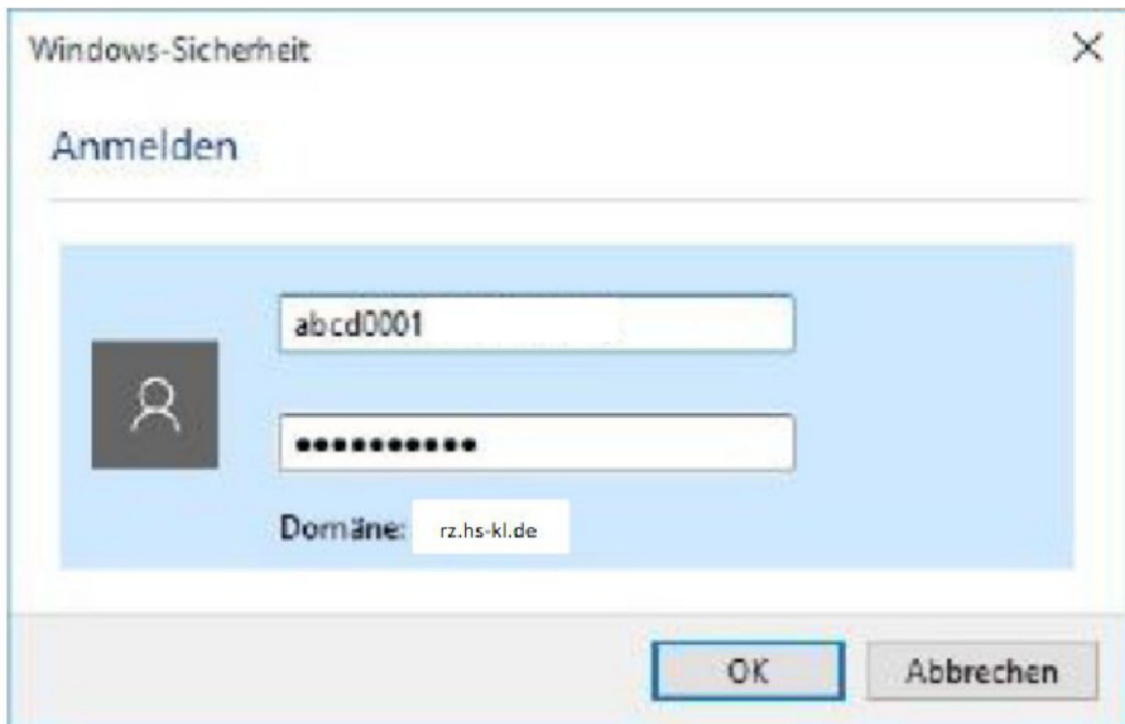 Windows-Sicherheit
Anmelden
abcd0001
••••••••••
Domäne: rz.hs-kl.de
OK Abbrechen